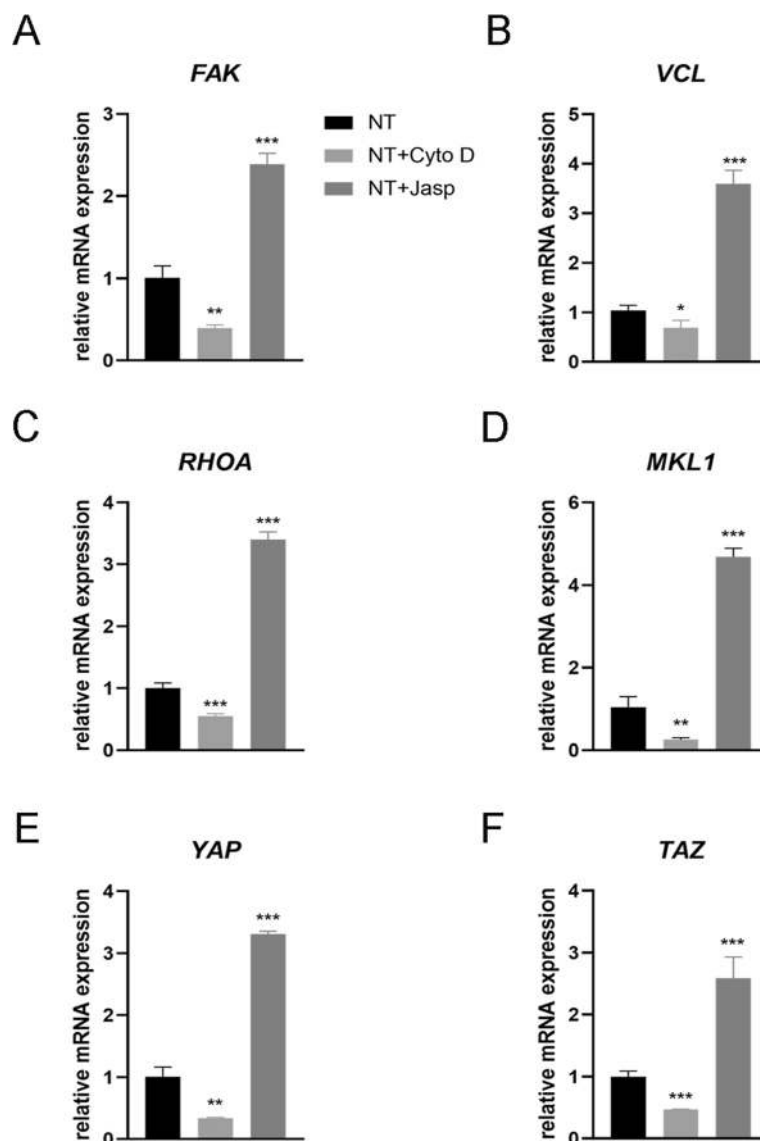 A
FAK
relative mRNA expression
3
2
1
0
**
***
NT
NT+Cyto D
NT+Jasp
B
VCL
relative mRNA expression
5
4
3
2
1
0
*
***
C
RHOA
relative mRNA expression
4
3
2
1
0
***
***
D
MKL1
relative mRNA expression
6
4
2
0
**
***
E
YAP
relative mRNA expression
4
3
2
1
0
**
***
F
TAZ
relative mRNA expression
4
3
2
1
0
***
***